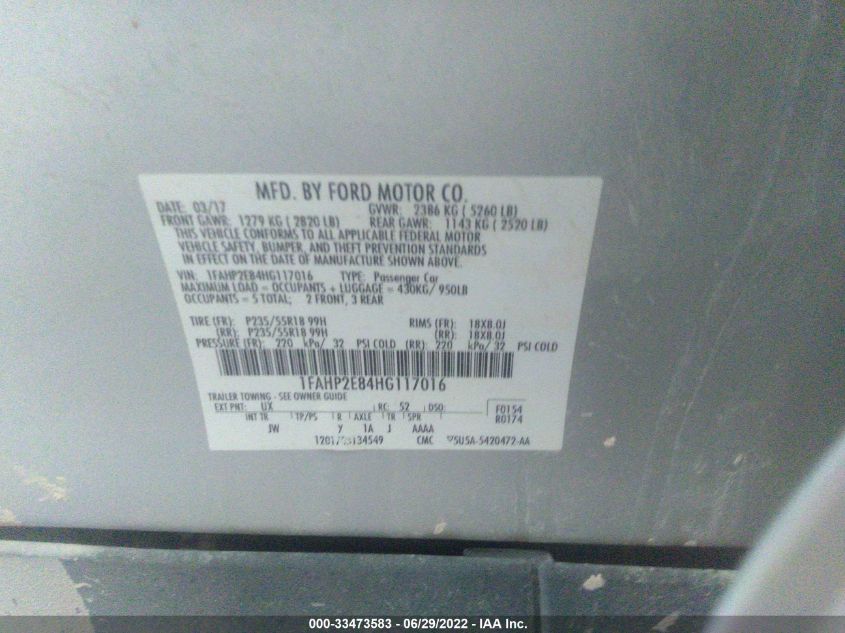 MFD. BY FORD MOTOR CO.
DATE: 03/17 GVWR: 2386 KG ( 5260 LB)
FRONT GAWR: 1279 KG ( 2820 LB) REAR GAWR: 1143 KG ( 2520 LB)
THIS VEHICLE CONFORMS TO ALL APPLICABLE FEDERAL MOTOR
VEHICLE SAFETY, BUMPER, AND THEFT PREVENTION STANDARDS
IN EFFECT ON THE DATE OF MANUFACTURE SHOWN ABOVE.
VIN: 1FAHP2E84HG117016 TYPE: Passenger Car
MAXIMUM LOAD = OCCUPANTS + LUGGAGE = 430KG/ 950LB
OCCUPANTS = 5 TOTAL; 2 FRONT, 3 REAR
TIRE (FR): P235/55R18 99H RIMS (FR): 18X8.0J
(RR): P235/55R18 99H (RR): 18X8.0J
PRESSURE (FR): 220 kPa/ 32 PSI COLD (RR): 220 kPa/ 32 PSI COLD
1FAHP2E84HG117016
TRAILER TOWING - SEE OWNER GUIDE
EXT PNT: UX RC: 52 DSO: F0154
INT TR TP/PS R AXLE TR SPR R0174
JW Y 1A J AAAA
CMC 5U5A-5420472-AA
000-33473583 - 06/29/2022 - IAA Inc.